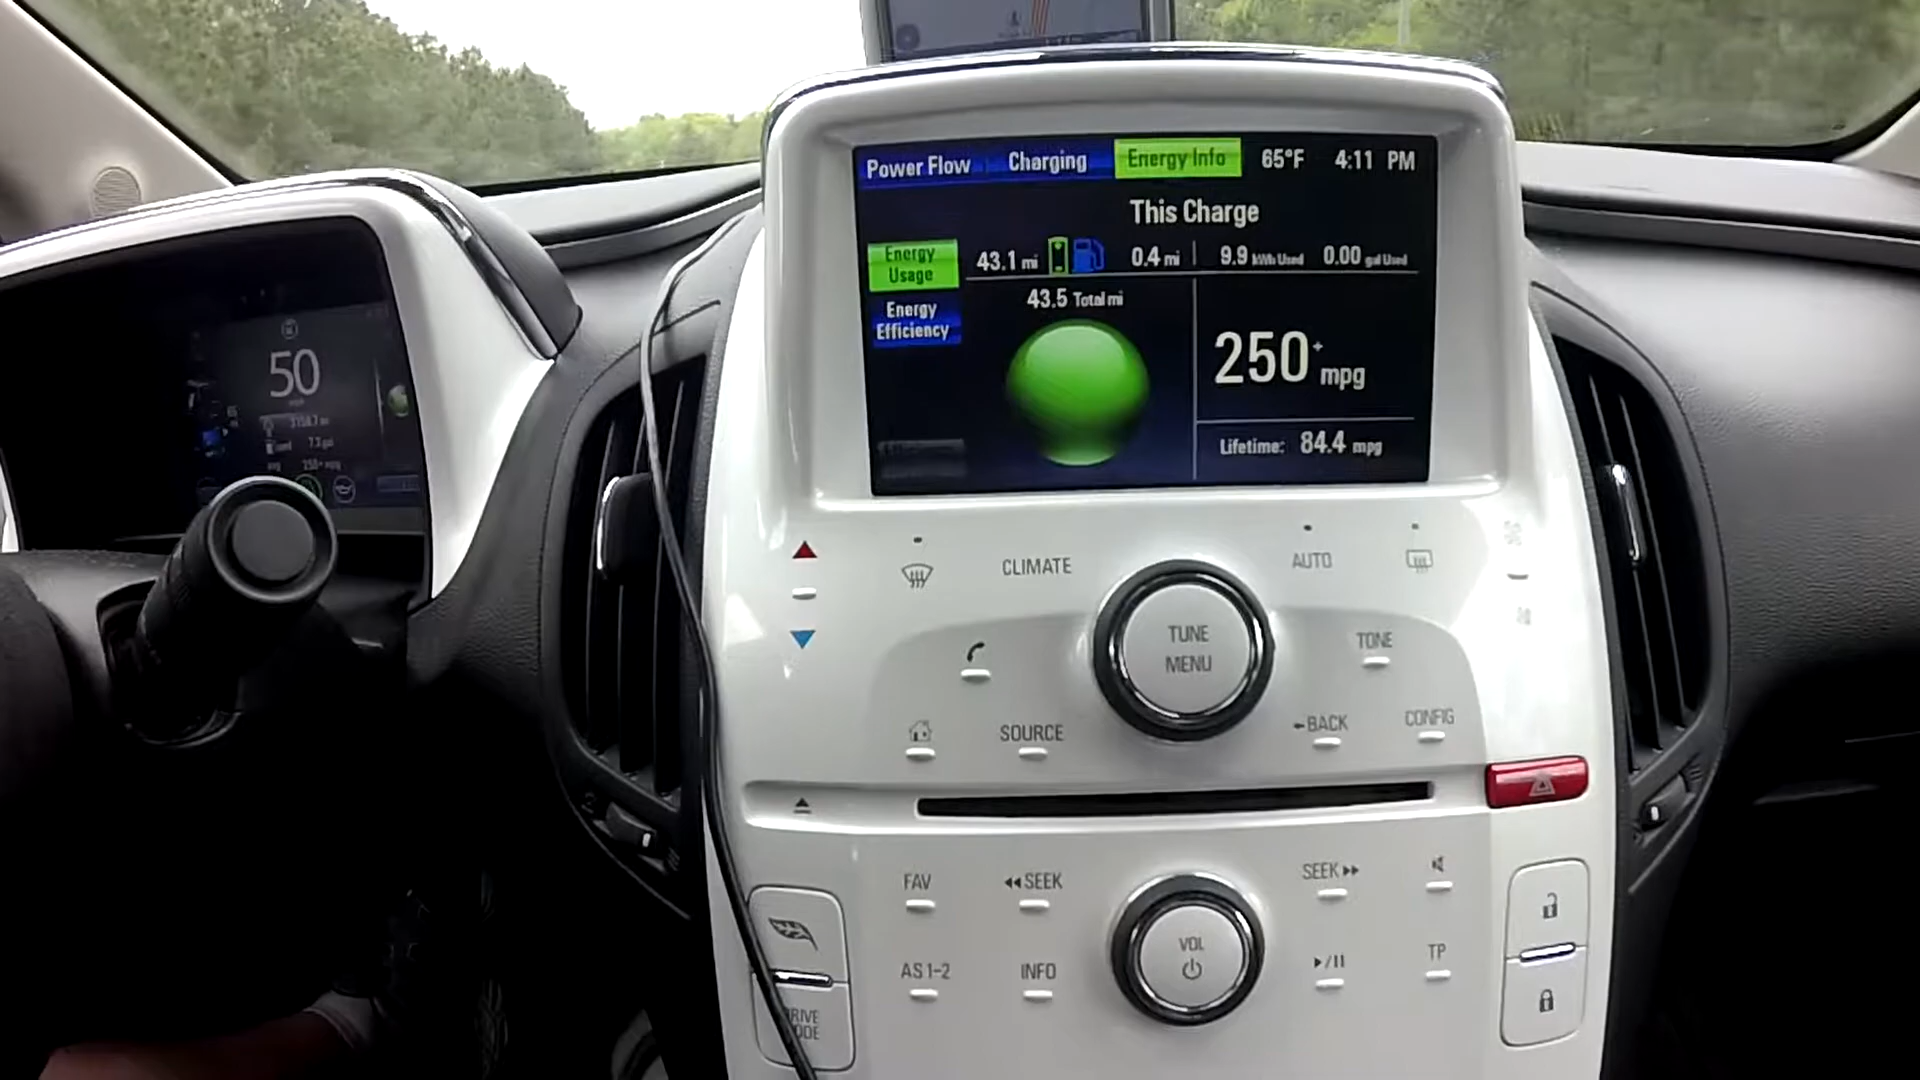 Power Flow Charging Energy Info 65°F 4:11 PM
This Charge
Energy
Usage
43.1 mi 0.4 mi 9.9 kWh Used 0.00 gal Used
43.5 Total mi
Energy
Efficiency
250+ mpg
Lifetime: 84.4 mpg
50
CLIMATE
AUTO
TUNE
MENU
TONE
SOURCE
BACK
CONFIG
FAV
SEEK
SEEK
VOL
AS 1-2
INFO
TP
DRIVE
MODE